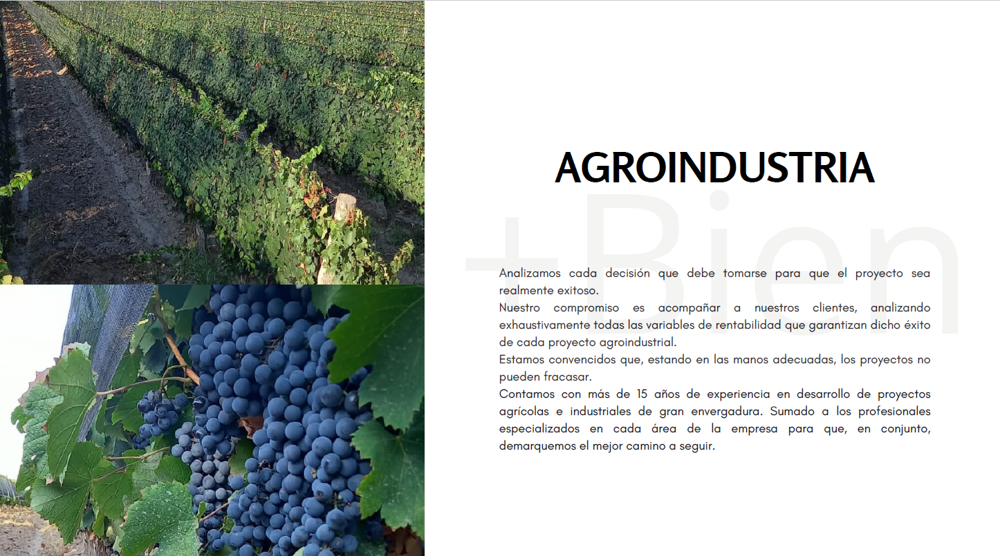 AGROINDUSTRIA
+Bien
Analizamos cada decisión que debe tomarse para que el proyecto sea
realmente exitoso.
Nuestro compromiso es acompañar a nuestros clientes, analizando
exhaustivamente todas las variables de rentabilidad que garantizan dicho éxito
de cada proyecto agroindustrial.
Estamos convencidos que, estando en las manos adecuadas, los proyectos no
pueden fracasar.
Contamos con más de 15 años de experiencia en desarrollo de proyectos
agrícolas e industriales de gran envergadura. Sumado a los profesionales
especializados en cada área de la empresa para que, en conjunto,
demarquemos el mejor camino a seguir.